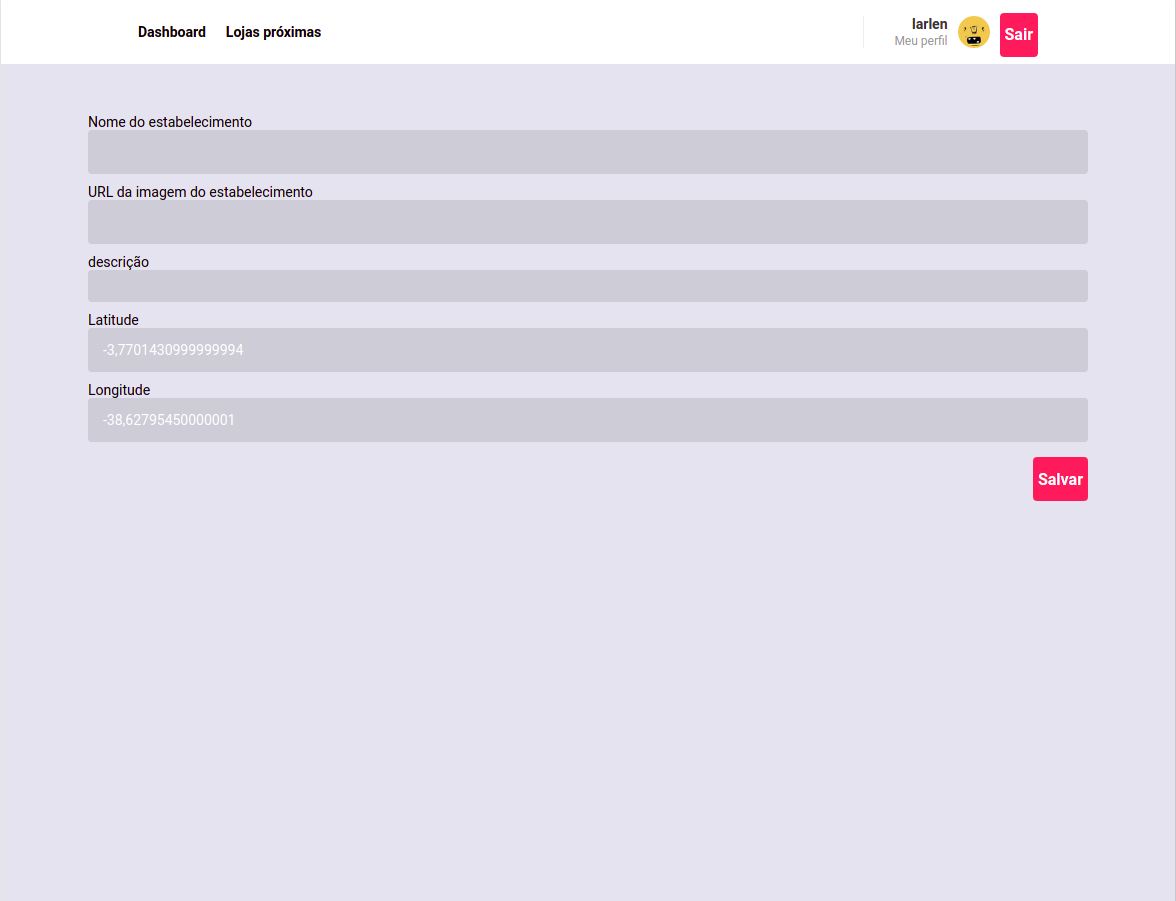 Dashboard Lojas próximas
Iarlen
Meu perfil
Sair
Nome do estabelecimento
URL da imagem do estabelecimento
descrição
Latitude
-3,7701430999999994
Longitude
-38,62795450000001
Salvar